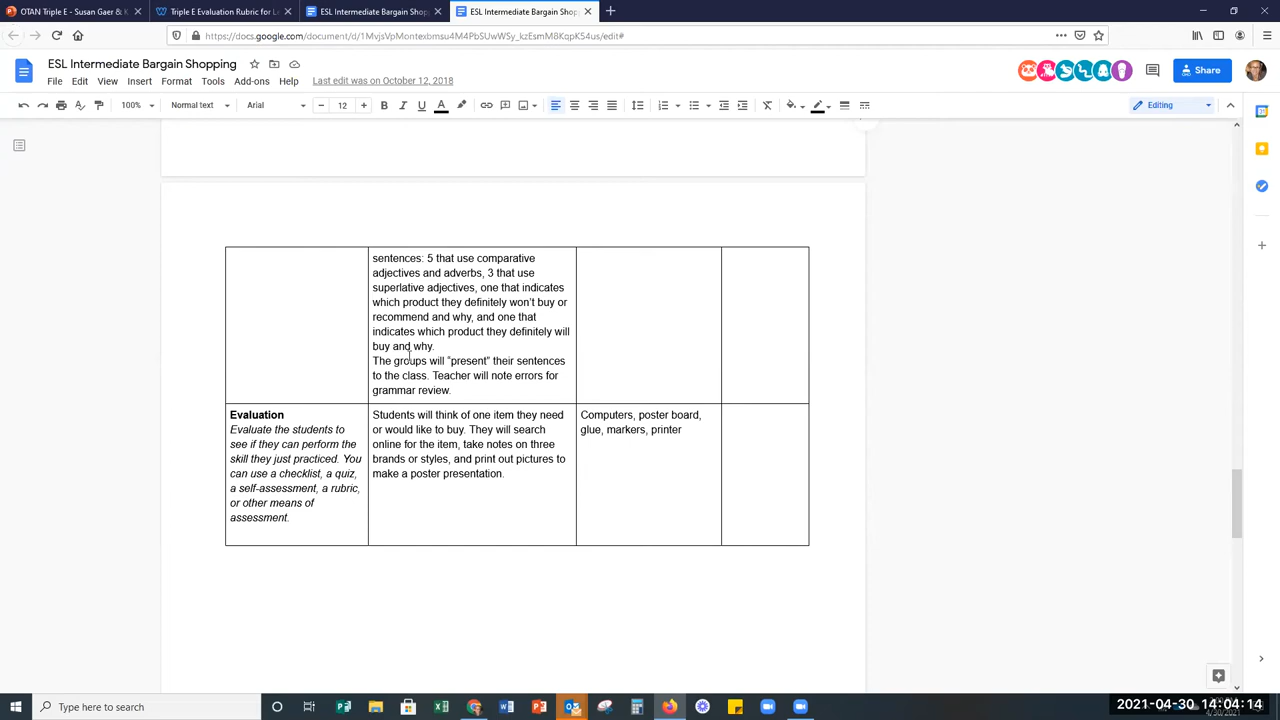 OTAN Triple E - Susan Gaer & K
Triple E Evaluation Rubric for Le
ESL Intermediate Bargain Shop
ESL Intermediate Bargain Shop
ESL Intermediate Bargain Shopping
File Edit View Insert Format Tools Add-ons Help Last edit was on October 12, 2018
Share
100% Normal text Arial 12 Editing
sentences: 5 that use comparative
adjectives and adverbs, 3 that use
superlative adjectives, one that indicates
which product they definitely won't buy or
recommend and why, and one that
indicates which product they definitely will
buy and why.
The groups will "present" their sentences
to the class. Teacher will note errors for
grammar review.
Evaluation
Evaluate the students to
see if they can perform the
skill they just practiced. You
can use a checklist, a quiz,
a self-assessment, a rubric,
or other means of
assessment.
Students will think of one item they need
or would like to buy. They will search
online for the item, take notes on three
brands or styles, and print out pictures to
make a poster presentation.
Computers, poster board,
glue, markers, printer
Type here to search
2021-04-30 14:04:14